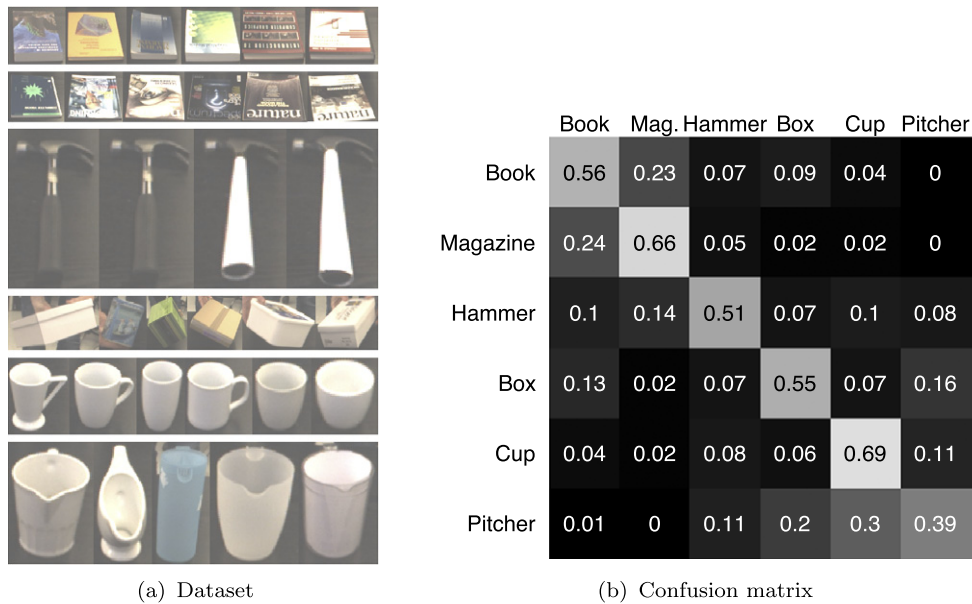 nature
nature
Book Mag. Hammer Box Cup Pitcher
Book 0.56 0.23 0.07 0.09 0.04 0
Magazine 0.24 0.66 0.05 0.02 0.02 0
Hammer 0.1 0.14 0.51 0.07 0.1 0.08
Box 0.13 0.02 0.07 0.55 0.07 0.16
Cup 0.04 0.02 0.08 0.06 0.69 0.11
Pitcher 0.01 0 0.11 0.2 0.3 0.39
(a) Dataset
(b) Confusion matrix